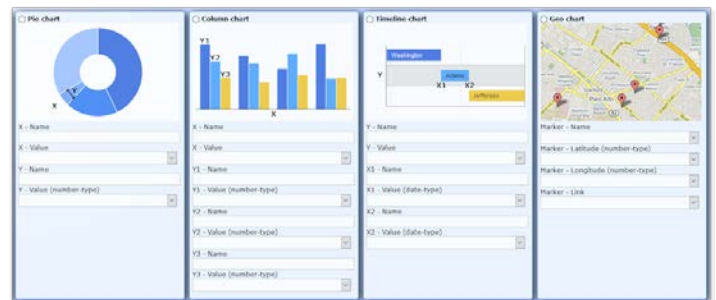 Pie chart
X
Y
X - Name
X - Value
Y - Name
Y - Value (number-type)
Column chart
Y1
Y2
Y3
X
X - Name
X - Value
Y1 - Name
Y1 - Value (number-type)
Y2 - Name
Y2 - Value (number-type)
Y3 - Name
Y3 - Value (number-type)
Timeline chart
Washington
Y
Adams
X1
X2
Jefferson
Y - Name
Y - Value
X1 - Name
X1 - Value (date-type)
X2 - Name
X2 - Value (date-type)
Geo chart
Palo Alto
Marker - Name
Marker - Latitude (number-type)
Marker - Longitude (number-type)
Marker - Link